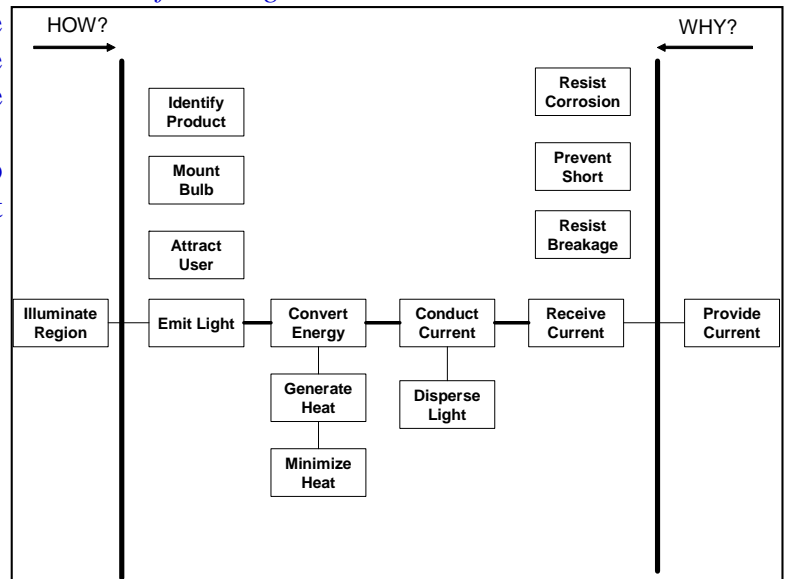 HOW?
WHY?
Identify
Product
Mount
Bulb
Attract
User
Resist
Corrosion
Prevent
Short
Resist
Breakage
Illuminate
Region
Emit Light
Convert
Energy
Conduct
Current
Receive
Current
Provide
Current
Generate
Heat
Disperse
Light
Minimize
Heat